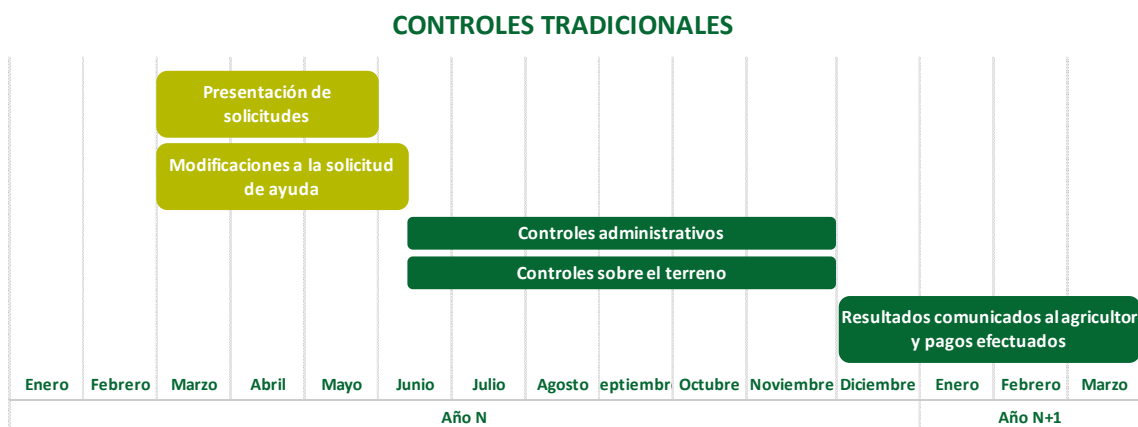 CONTROLES TRADICIONALES
Presentación de
solicitudes
Modificaciones a la solicitud
de ayuda
Controles administrativos
Controles sobre el terreno
Resultados comunicados al agricultor
y pagos efectuados
Enero Febrero Marzo Abril Mayo Junio Julio Agosto eptiembr Octubre Noviembre Diciembre Enero Febrero Marzo
Año N Año N+1